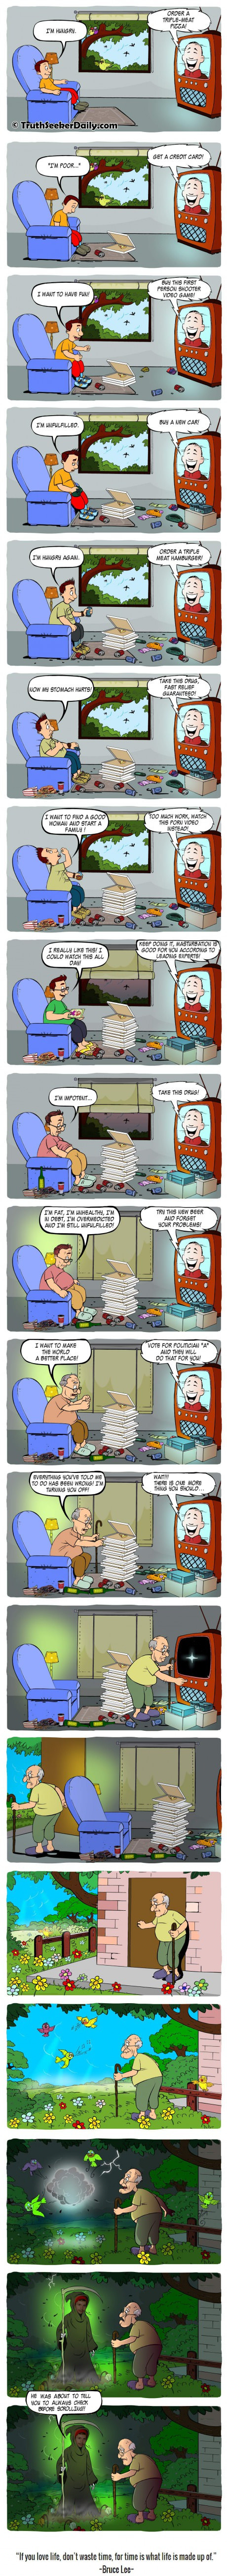 I'M HUNGRY.
ORDER A
TRIPLE-MEAT
PIZZA!
© TruthSeekerDaily.com
"I'M POOR..."
GET A CREDIT CARD!
I WANT TO HAVE FUN!
BUY THIS FIRST
PERSON SHOOTER
VIDEO GAME!
I'M UNFULFILLED.
BUY A NEW CAR!
I'M HUNGRY AGAIN.
ORDER A TRIPLE
MEAT HAMBURGER!
NOW MY STOMACH HURTS!
TAKE THIS DRUG,
FAST RELIEF
GUARANTEED!
I WANT TO FIND A GOOD
WOMAN AND START A
FAMILY!
TOO MUCH WORK, WATCH
THIS PORN VIDEO
INSTEAD!
I REALLY LIKE THIS! I
COULD WATCH THIS ALL
DAY!
KEEP DOING IT, MASTURBATION IS
GOOD FOR YOU ACCORDING TO
LEADING EXPERTS!
I'M IMPOTENT...
TAKE THIS DRUG!
I'M FAT, I'M UNHEALTHY, I'M
IN DEBT, I'M OVERMEDICTED
AND I'M STILL UNFULFILLED!
TRY THIS NEW BEER
AND FORGET
YOUR PROBLEMS!
I WANT TO MAKE
THE WORLD
A BETTER PLACE!
VOTE FOR POLITICIAN "A"
AND THEY WILL
DO THAT FOR YOU!
EVERYTHING YOU'VE TOLD ME
TO DO HAS BEEN WRONG! I'M
TURNING YOU OFF!
WAIT!!!
THERE IS ONE MORE
THING YOU SHOULD...
HE WAS ABOUT TO TELL
YOU TO ALWAYS CHECK
BEFORE SCROLLING!!!
"If you love life, don't waste time, for time is what life is made up of."
-Bruce Lee-